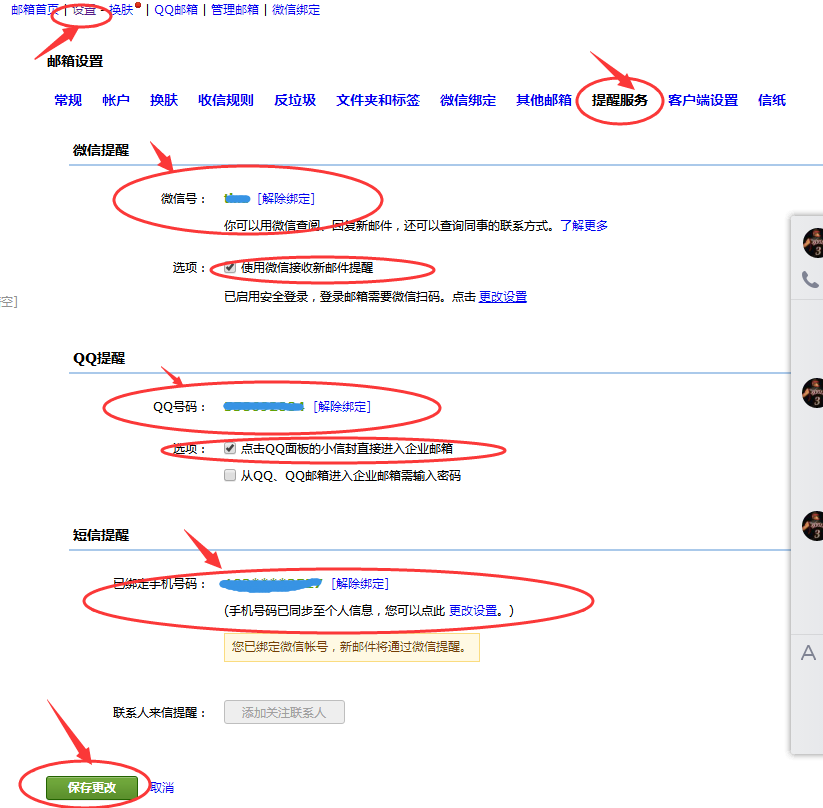 邮箱首页 | 设置 - 换肤 | QQ邮箱 | 管理邮箱 | 微信绑定
邮箱设置
常规 帐户 换肤 收信规则 反垃圾 文件夹和标签 微信绑定 其他邮箱 提醒服务 客户端设置 信纸
微信提醒
微信号： [解除绑定]
你可以用微信查阅、回复新邮件，还可以查询同事的联系方式。了解更多
选项： 使用微信接收新邮件提醒
已启用安全登录，登录邮箱需要微信扫码。点击 更改设置
空]
QQ提醒
QQ号码： [解除绑定]
选项： 点击QQ面板的小信封直接进入企业邮箱
从QQ、QQ邮箱进入企业邮箱需输入密码
短信提醒
已绑定手机号码： [解除绑定]
(手机号码已同步至个人信息，您可以点此 更改设置。)
您已绑定微信帐号，新邮件将通过微信提醒。
A
联系人来信提醒： 添加关注联系人
保存更改 取消